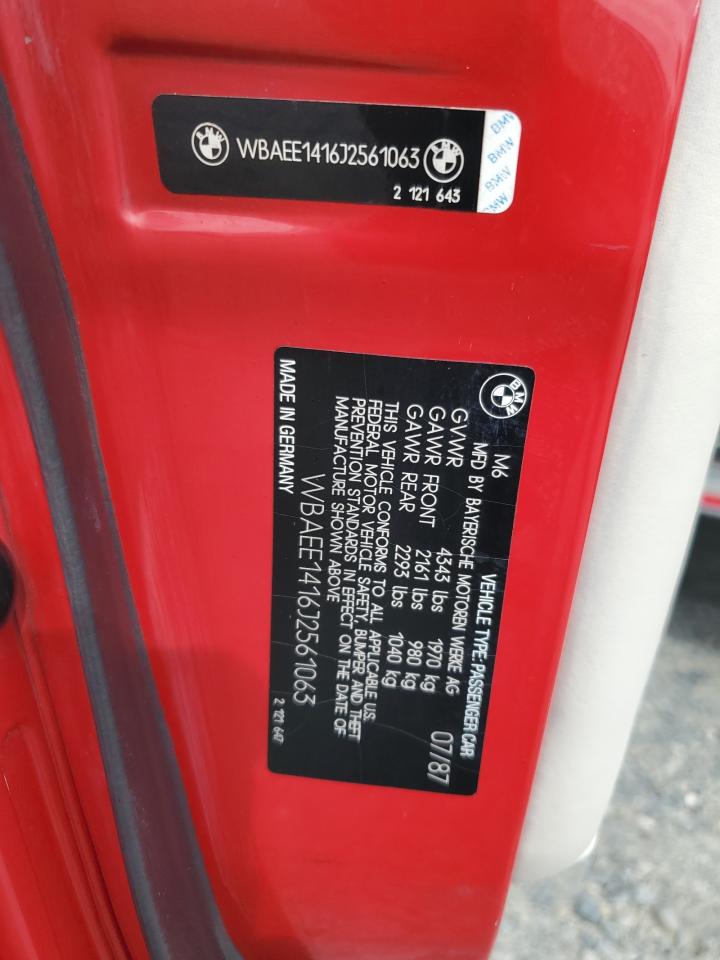 BMW
WBAEE1416J2561063
BMW
2 121 643
BMW
BMW
BMW
BMW
BMW
M6
VEHICLE TYPE: PASSENGER CAR
MFD BY BAYERISCHE MOTOREN WERKE AG
GVWR 4343 lbs 1970 kg 07/87
GAWR FRONT 2161 lbs 980 kg
GAWR REAR 2293 lbs 1040 kg
THIS VEHICLE CONFORMS TO ALL APPLICABLE U.S.
FEDERAL MOTOR VEHICLE SAFETY, BUMPER AND THEFT
PREVENTION STANDARDS IN EFFECT ON THE DATE OF
MANUFACTURE SHOWN ABOVE
WBAEE1416J2561063
MADE IN GERMANY
2 121 647